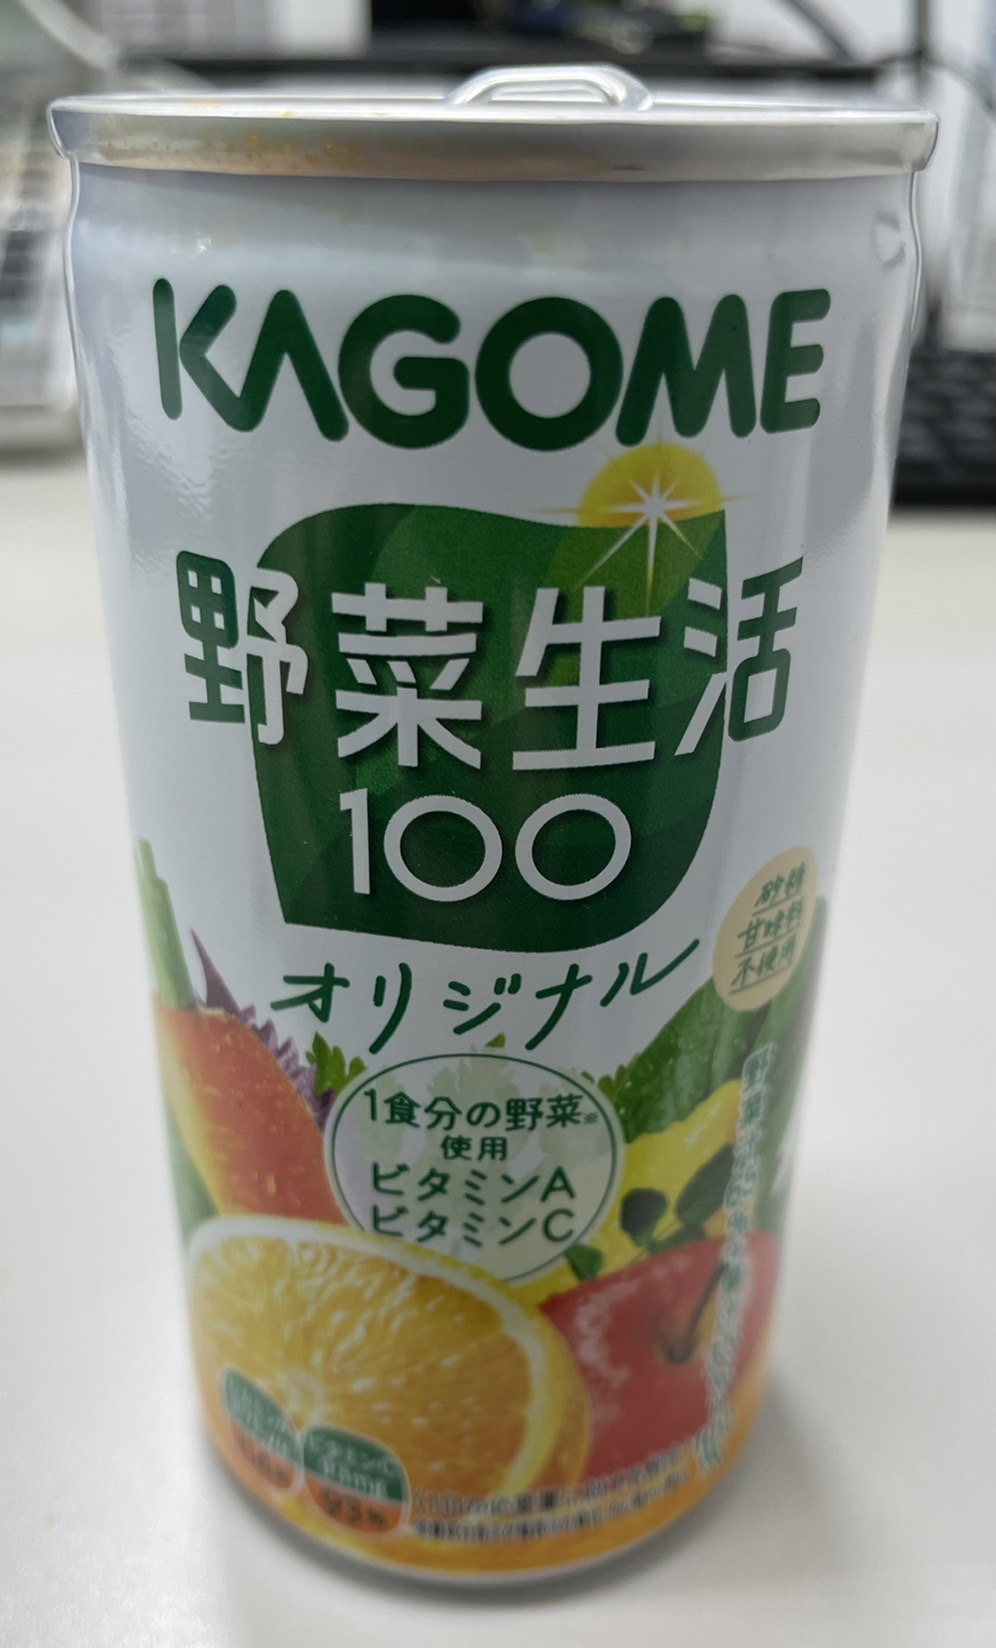 KAGOME
野菜生活
100
オリジナル
砂糖
甘味料
不使用
1食分の野菜※
使用
ビタミンA
ビタミンC